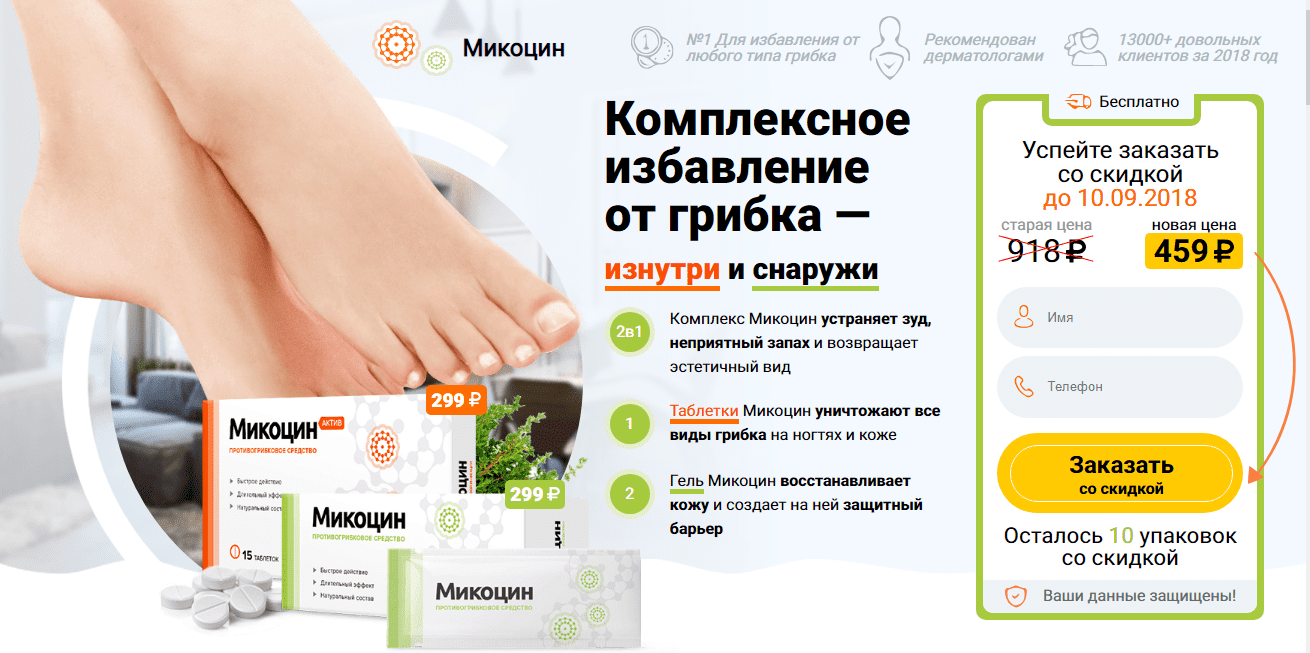 Микоцин
№1 Для избавления от
любого типа грибка
Рекомендован
дерматологами
13000+ довольных
клиентов за 2018 год
Комплексное
избавление
от грибка —
изнутри и снаружи
2в1
Комплекс Микоцин устраняет зуд,
неприятный запах и возвращает
эстетичный вид
1
Таблетки Микоцин уничтожают все
виды грибка на ногтях и коже
2
Гель Микоцин восстанавливает
кожу и создает на ней защитный
барьер
Бесплатно
Успейте заказать
со скидкой
до 10.09.2018
старая цена
новая цена
918 ₽
459 ₽
Имя
Телефон
Заказать
со скидкой
Осталось 10 упаковок
со скидкой
Ваши данные защищены!
299 ₽
Микоцин АКТИВ
ПРОТИВОГРИБКОВОЕ СРЕДСТВО
Быстрое действие
Длительный эффект
Натуральный состав
15 ТАБЛЕТОК
299 ₽
Микоцин
ПРОТИВОГРИБКОВОЕ СРЕДСТВО
Быстрое действие
Длительный эффект
Натуральный состав
Микоцин
ПРОТИВОГРИБКОВОЕ СРЕДСТВО